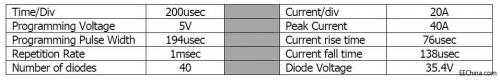 Time/Div 200usec Current/div 20A
Programming Voltage 5V Peak Current 40A
Programming Pulse Width 194usec Current rise time 76usec
Repetition Rate 1msec Current fall time 138usec
Number of diodes 40 Diode Voltage 35.4V
EEChina.com